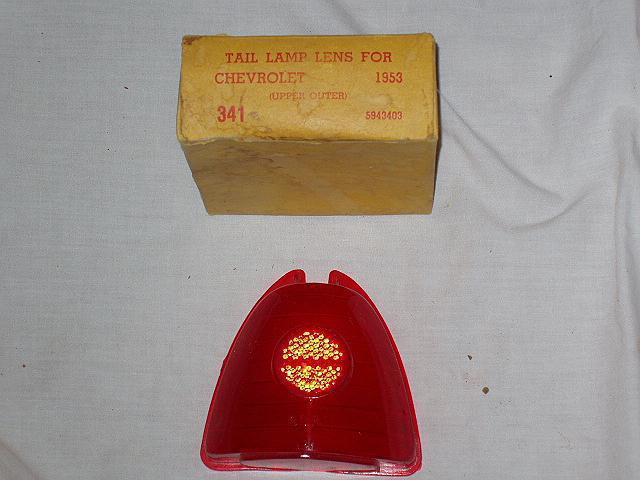 TAIL LAMP LENS FOR
CHEVROLET 1953
(UPPER OUTER)
341 5943403